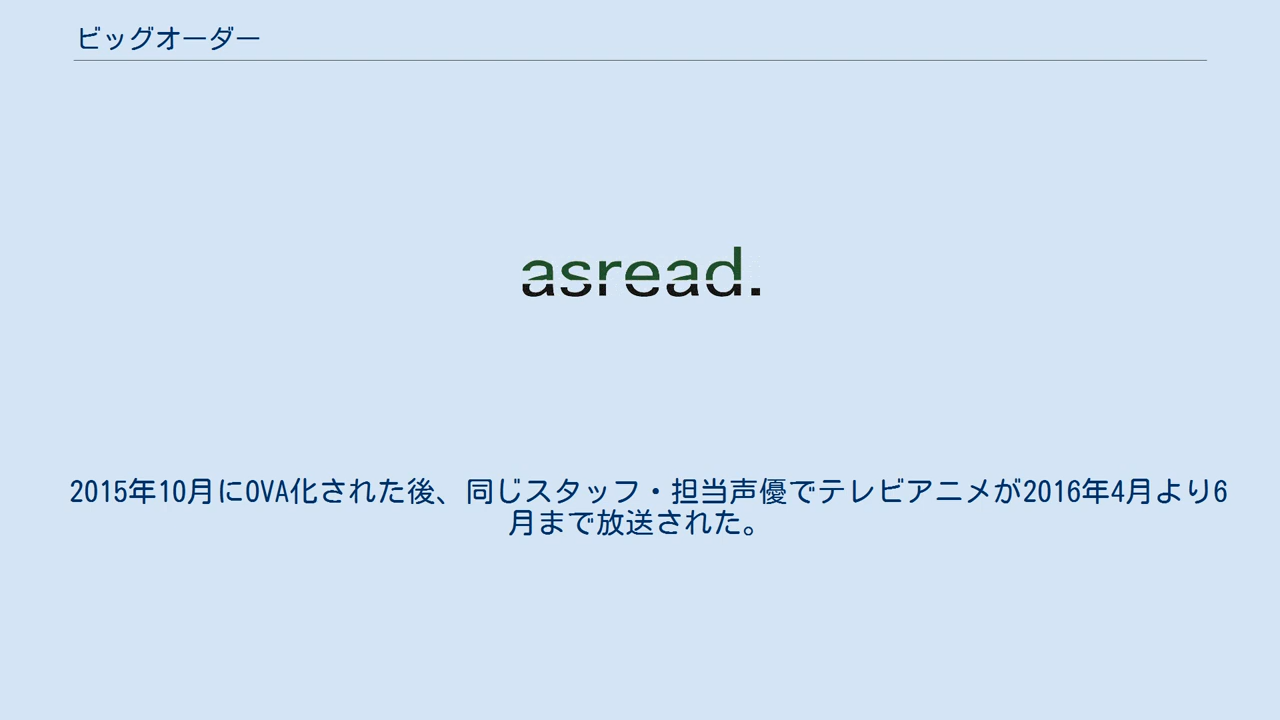 ビッグオーダー
asread.
2015年10月にOVA化された後、同じスタッフ・担当声優でテレビアニメが2016年4月より6
月まで放送された。